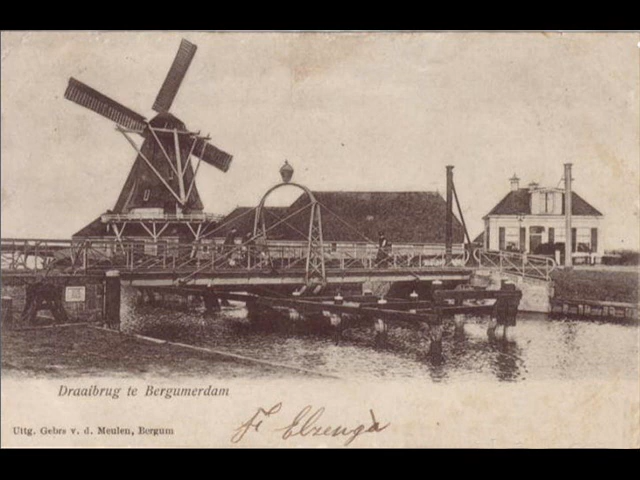 Draaibrug te Bergumerdam
Uitg. Gebrs v. d. Meulen, Bergum
Elzenga